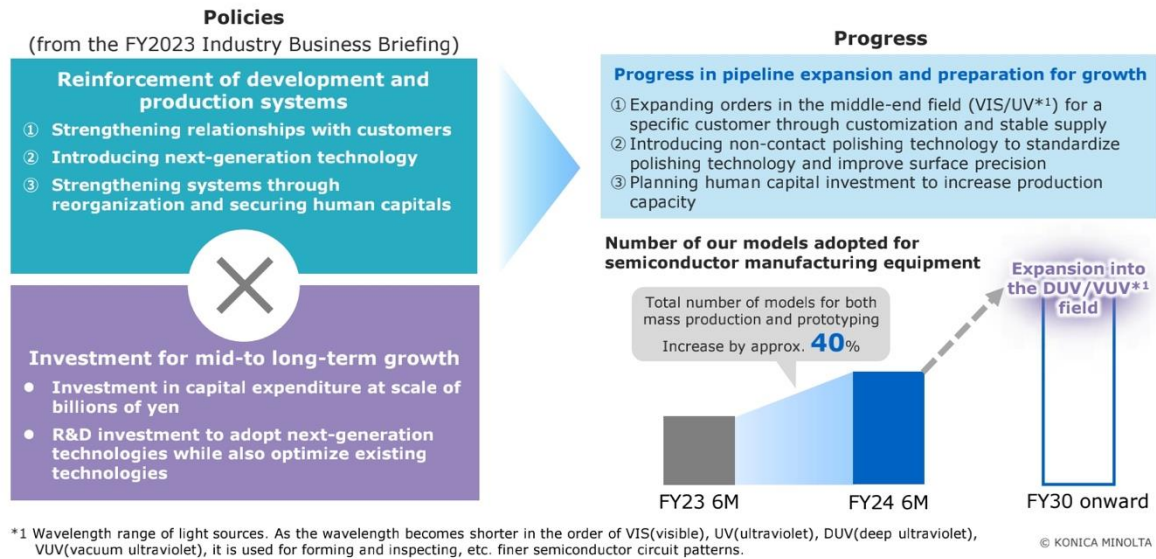 Policies
(from the FY2023 Industry Business Briefing)
Reinforcement of development and
production systems
① Strengthening relationships with customers
② Introducing next-generation technology
③ Strengthening systems through
reorganization and securing human capitals
Investment for mid-to long-term growth
● Investment in capital expenditure at scale of
billions of yen
● R&D investment to adopt next-generation
technologies while also optimize existing
technologies
Progress
Progress in pipeline expansion and preparation for growth
① Expanding orders in the middle-end field (VIS/UV*1) for a
specific customer through customization and stable supply
② Introducing non-contact polishing technology to standardize
polishing technology and improve surface precision
③ Planning human capital investment to increase production
capacity
Number of our models adopted for
semiconductor manufacturing equipment
Total number of models for both
mass production and prototyping
Increase by approx. 40%
Expansion into
the DUV/VUV*1
field
FY23 6M
FY24 6M
FY30 onward
*1 Wavelength range of light sources. As the wavelength becomes shorter in the order of VIS(visible), UV(ultraviolet), DUV(deep ultraviolet),
VUV(vacuum ultraviolet), it is used for forming and inspecting, etc. finer semiconductor circuit patterns.
© KONICA MINOLTA